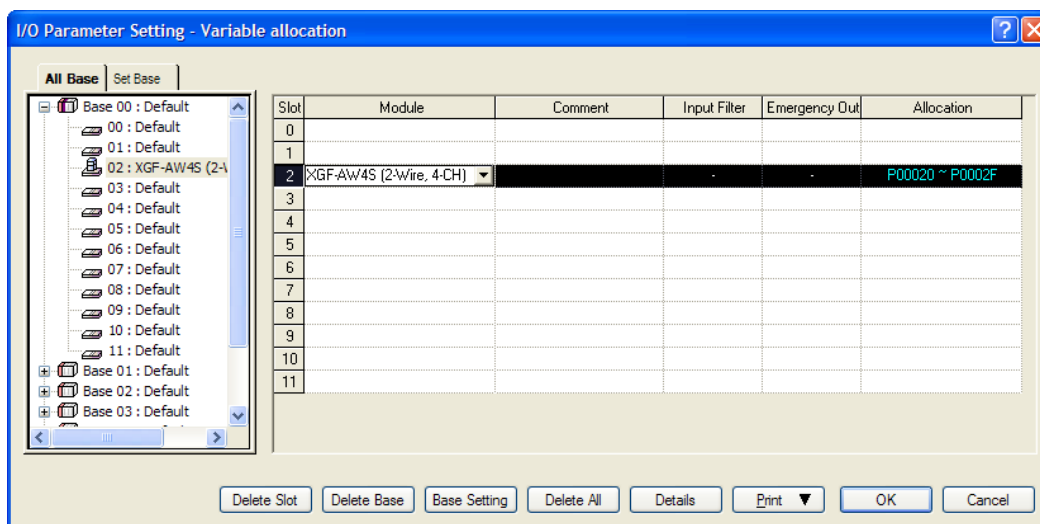 I/O Parameter Setting - Variable allocation
All Base Set Base
Base 00 : Default
00 : Default
01 : Default
02 : XGF-AW4S (2-W
03 : Default
04 : Default
05 : Default
06 : Default
07 : Default
08 : Default
09 : Default
10 : Default
11 : Default
Base 01 : Default
Base 02 : Default
Base 03 : Default
Slot Module Comment Input Filter Emergency Out Allocation
0
1
2 XGF-AW4S (2-Wire, 4-CH) - - P00020 ~ P0002F
3
4
5
6
7
8
9
10
11
Delete Slot Delete Base Base Setting Delete All Details Print ▼ OK Cancel